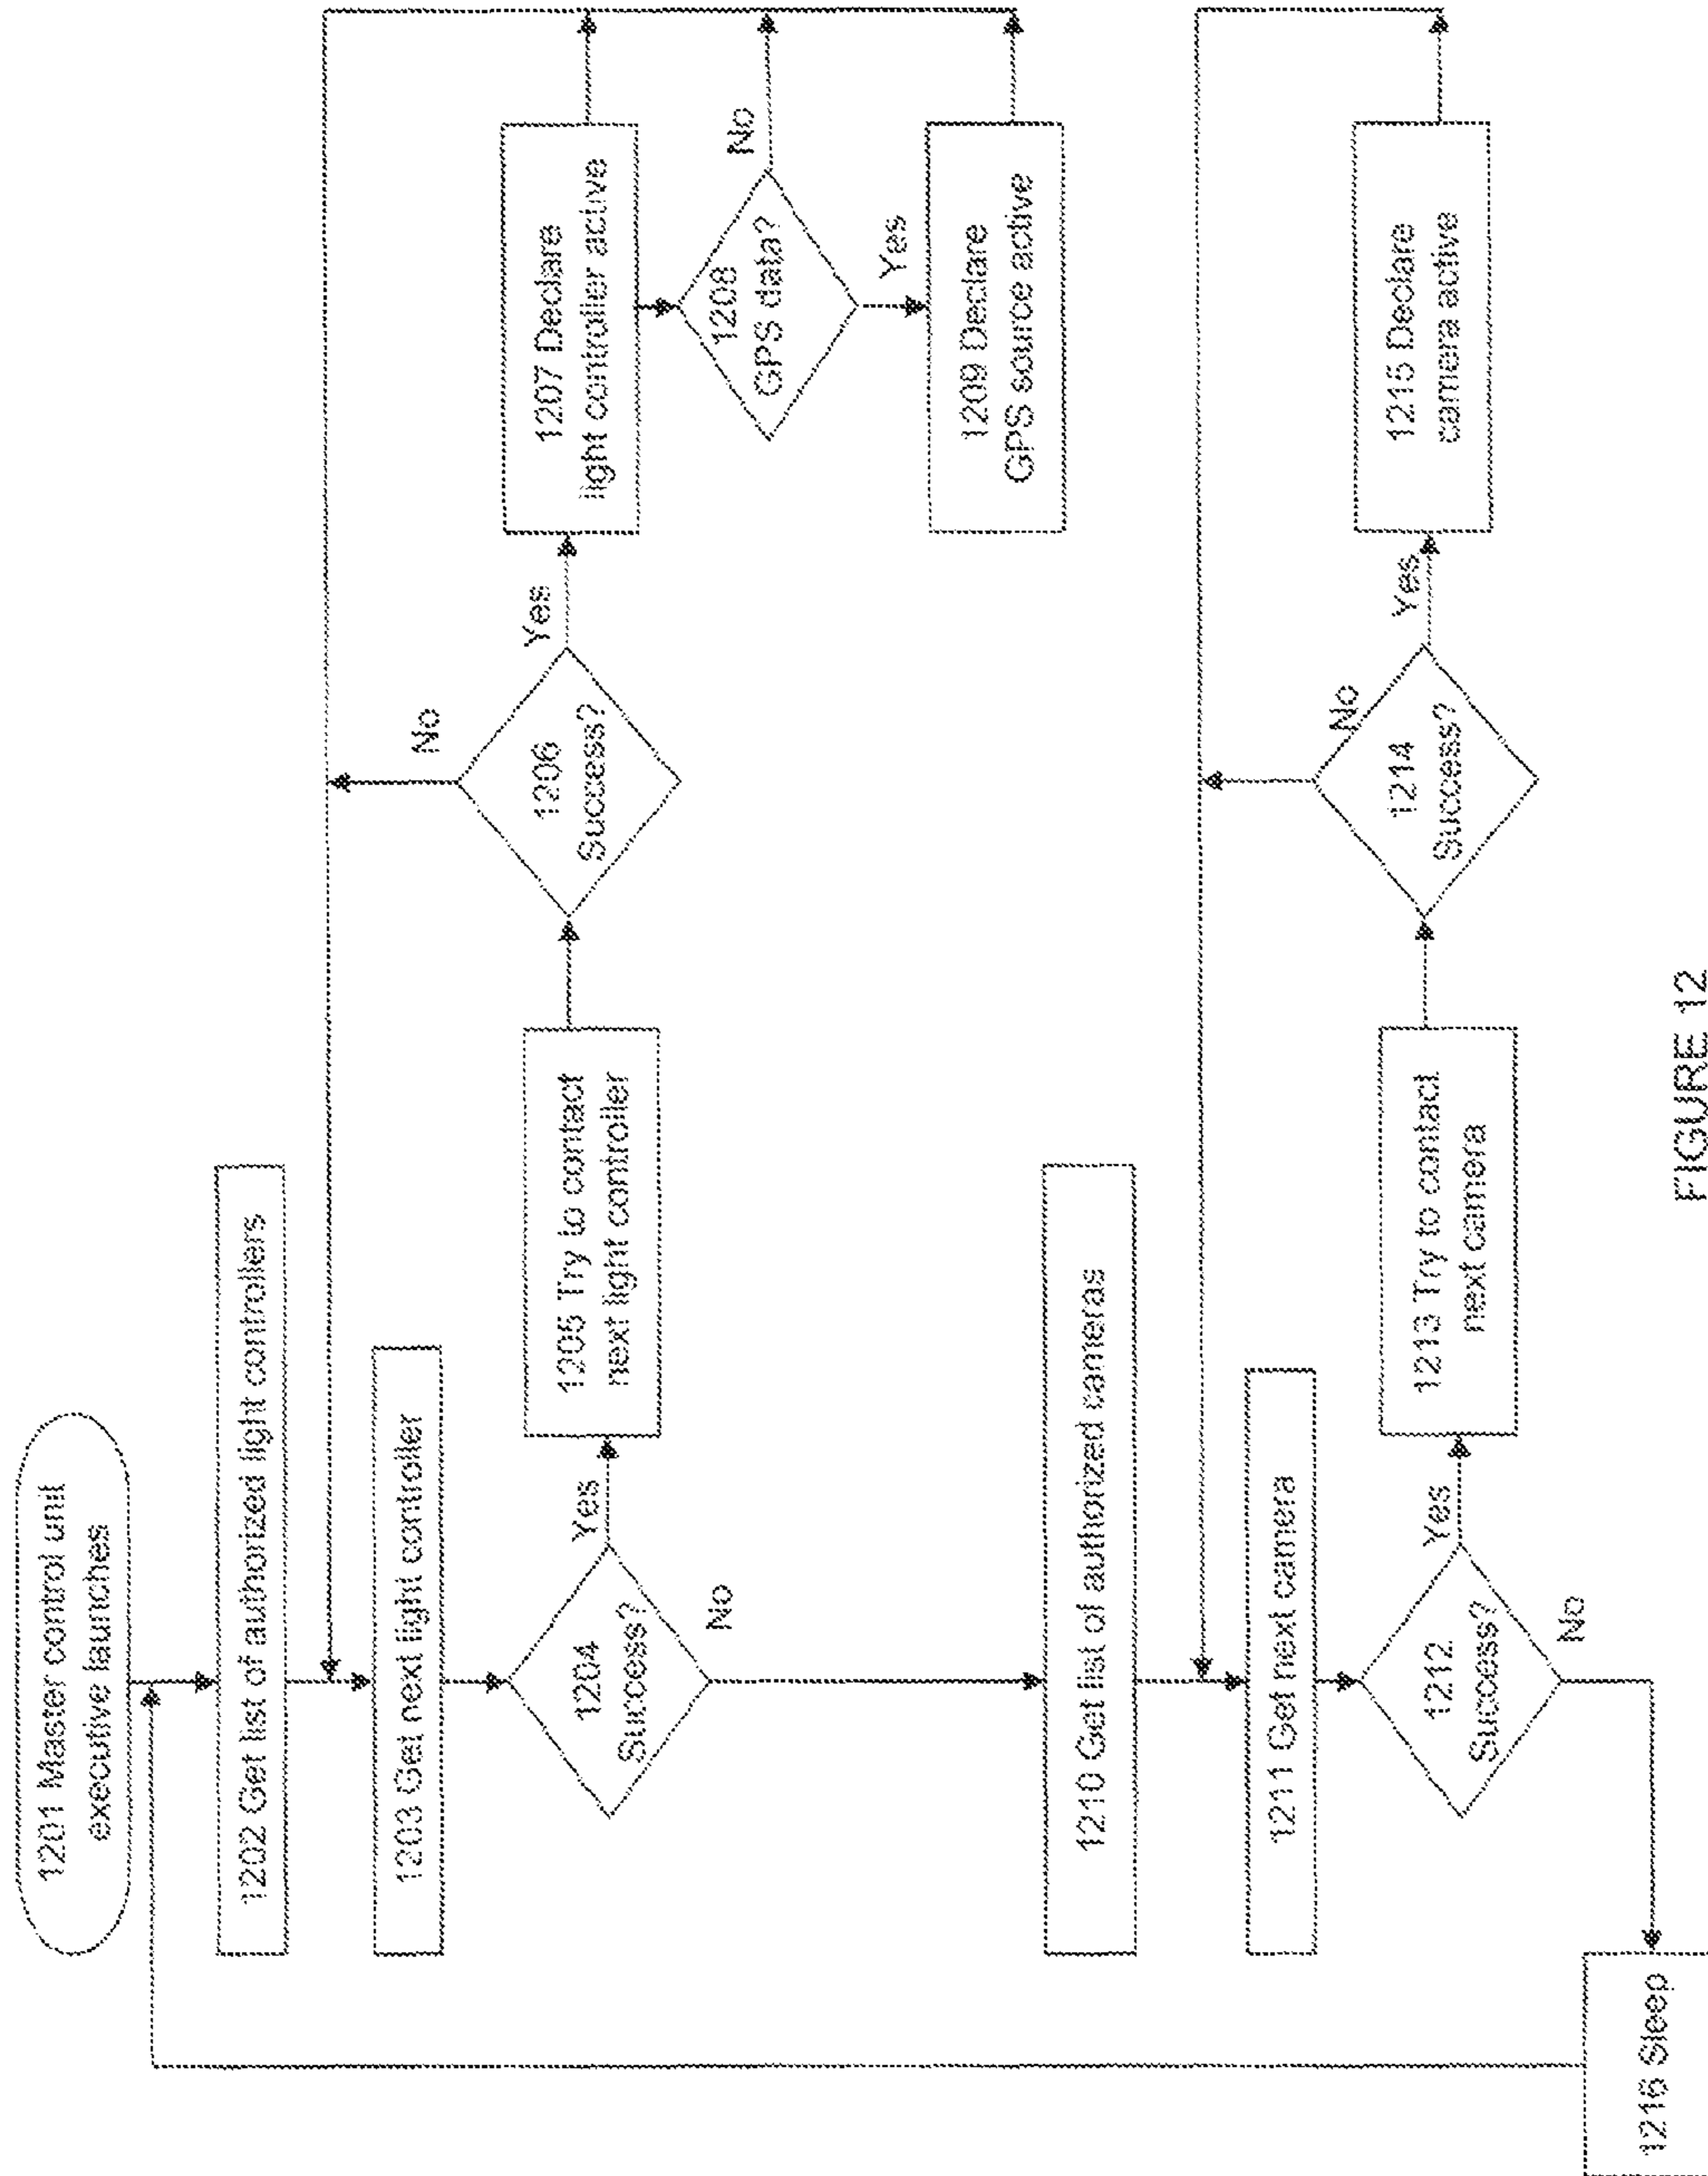 1201 Master control unit
executive launches
1202 Get list of authorized light controllers
1203 Get next light controller
1204
Success?
Yes
No
1205 Try to contact
next light controller
1206
Success?
No
Yes
1207 Declare
light controller active
1208
GPS data?
No
Yes
1209 Declare
GPS source active
1210 Get list of authorized cameras
1211 Get next camera
1212
Success?
Yes
No
1213 Try to contact
next camera
1214
Success?
No
Yes
1215 Declare
camera active
1216 Sleep
FIGURE 12